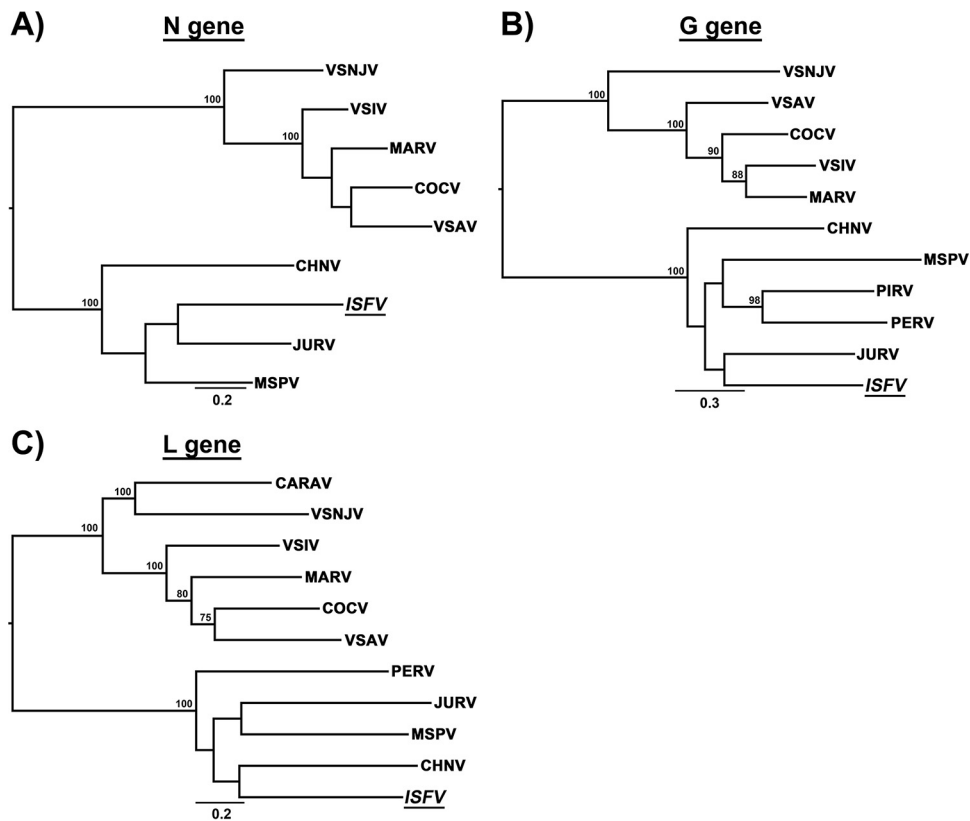 A) N gene
VSNJV
100
VSIV
100
MARV
COCV
VSAV
CHNV
100
ISFV
JURV
MSPV
0.2
B) G gene
VSNJV
100
VSAV
100
COCV
90
VSIV
88
MARV
CHNV
MSPV
100
PIRV
98
PERV
JURV
ISFV
0.3
C) L gene
CARAV
100
VSNJV
100
VSIV
100
MARV
80
COCV
75
VSAV
PERV
JURV
100
MSPV
CHNV
ISFV
0.2